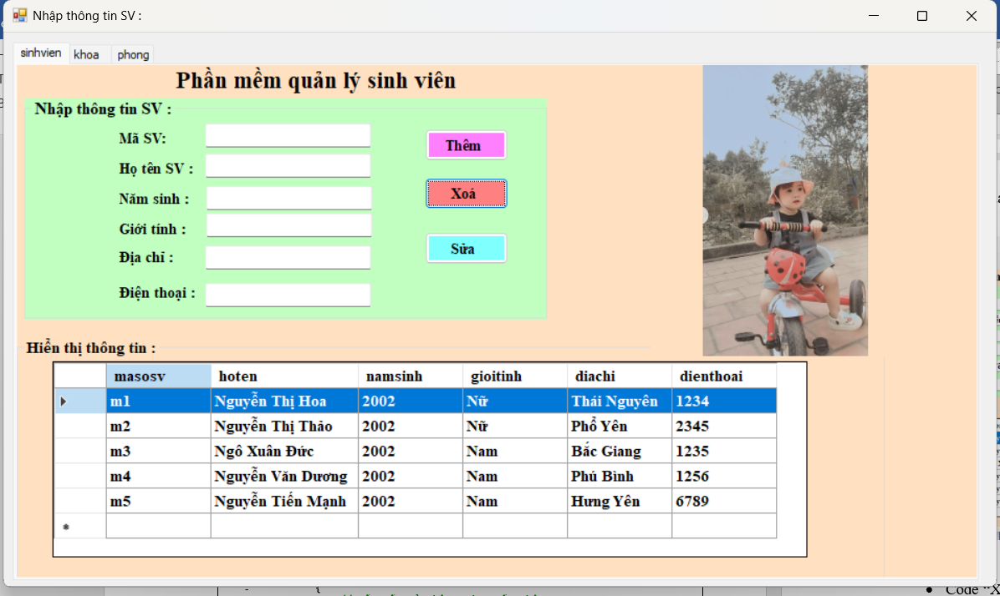 Nhập thông tin SV :
sinhvien khoa phong
Phần mềm quản lý sinh viên
Nhập thông tin SV :
Mã SV:
Thêm
Họ tên SV :
Năm sinh :
Xoá
Giới tính :
Sửa
Địa chỉ :
Điện thoại :
Hiển thị thông tin :
masosv hoten namsinh gioitinh diachi dienthoai
m1 Nguyễn Thị Hoa 2002 Nữ Thái Nguyên 1234
m2 Nguyễn Thị Thảo 2002 Nữ Phổ Yên 2345
m3 Ngô Xuân Đức 2002 Nam Bắc Giang 1235
m4 Nguyễn Văn Dương 2002 Nam Phú Bình 1256
m5 Nguyễn Tiến Mạnh 2002 Nam Hưng Yên 6789
*
• Code "X